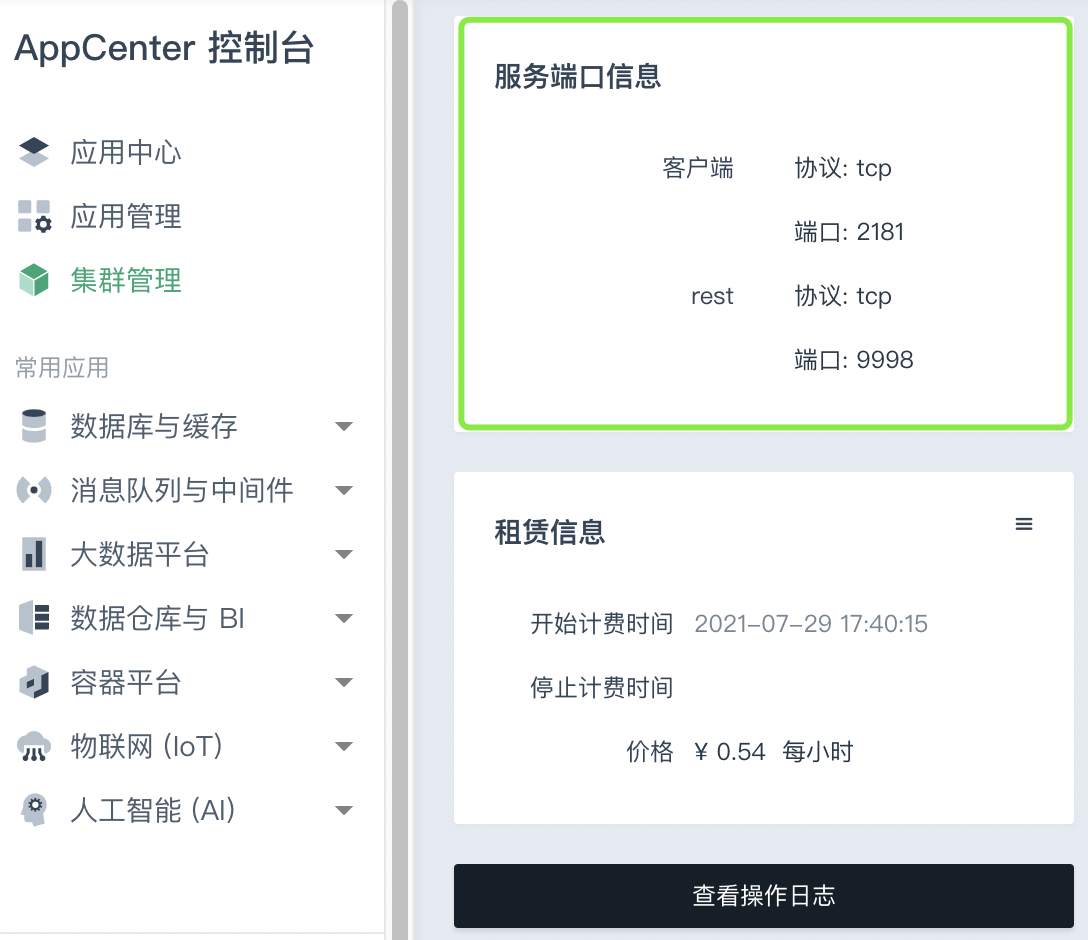 AppCenter 控制台
应用中心
应用管理
集群管理
常用应用
数据库与缓存
消息队列与中间件
大数据平台
数据仓库与 BI
容器平台
物联网 (IoT)
人工智能 (AI)
服务端口信息
客户端 协议: tcp
端口: 2181
rest 协议: tcp
端口: 9998
租赁信息
开始计费时间 2021-07-29 17:40:15
停止计费时间
价格 ¥ 0.54 每小时
查看操作日志